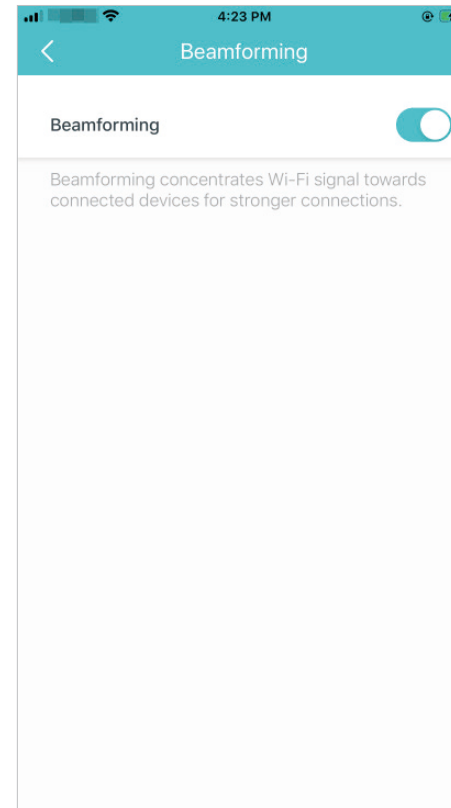 4:23 PM
Beamforming
Beamforming
Beamforming concentrates Wi-Fi signal towards
connected devices for stronger connections.